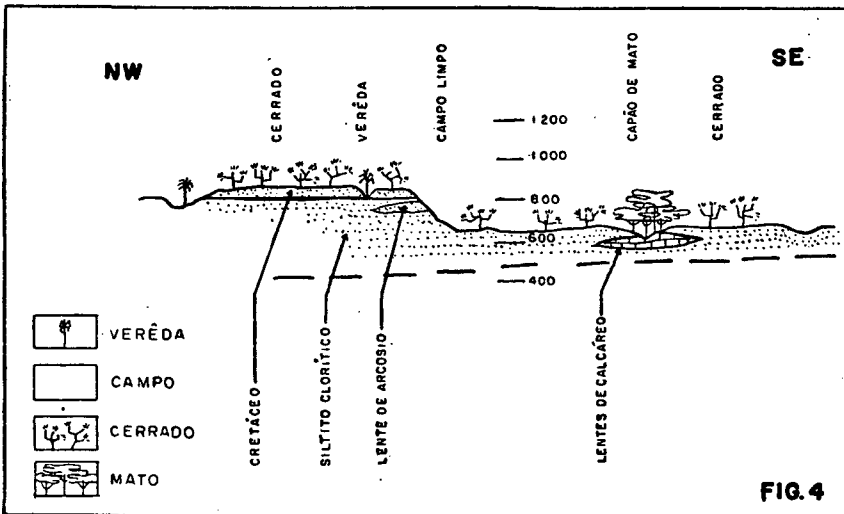 NW
SE
CERRADO
VERÊDA
CAMPO LIMPO
CAPÃO DE MATO
CERRADO
1200
1000
800
600
400
CRETÁCEO
SILTITO CLORÍTICO
LENTE DE ARCOSIO
LENTES DE CALCÁREO
VERÊDA
CAMPO
CERRADO
MATO
FIG. 4